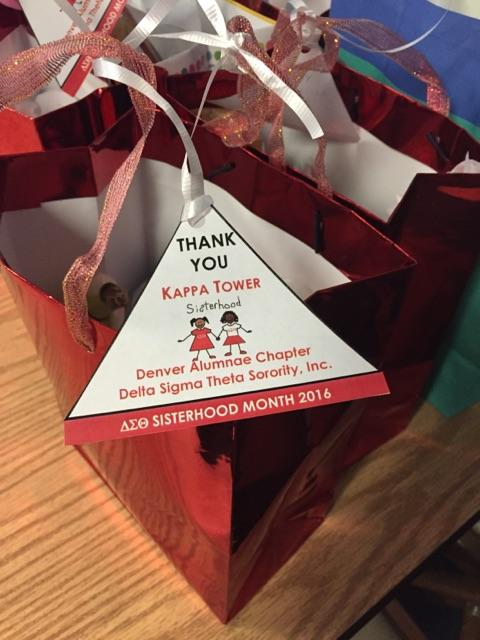 THANK
YOU
KAPPA TOWER
Sisterhood
Denver Alumnae Chapter
Delta Sigma Theta Sorority, Inc.
ΔΣΘ SISTERHOOD MONTH 2016